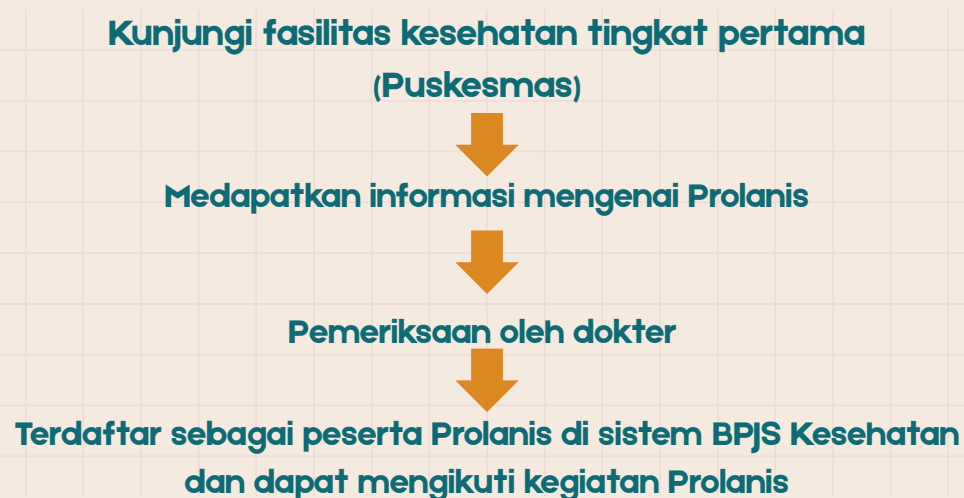 Kunjungi fasilitas kesehatan tingkat pertama
(Puskesmas)
Medapatkan informasi mengenai Prolanis
Pemeriksaan oleh dokter
Terdaftar sebagai peserta Prolanis di sistem BPJS Kesehatan
dan dapat mengikuti kegiatan Prolanis